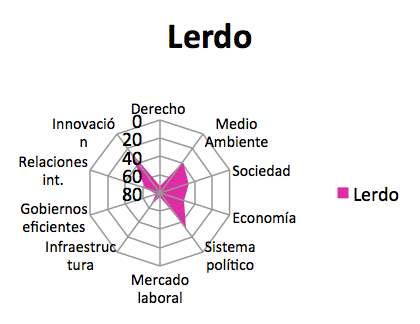 Lerdo
Derecho
Medio
Ambiente
Sociedad
Economía
Sistema
político
Mercado
laboral
Infraestruc
tura
Gobiernos
eficientes
Relaciones
int.
Innovació
n
0
20
40
60
80
Lerdo